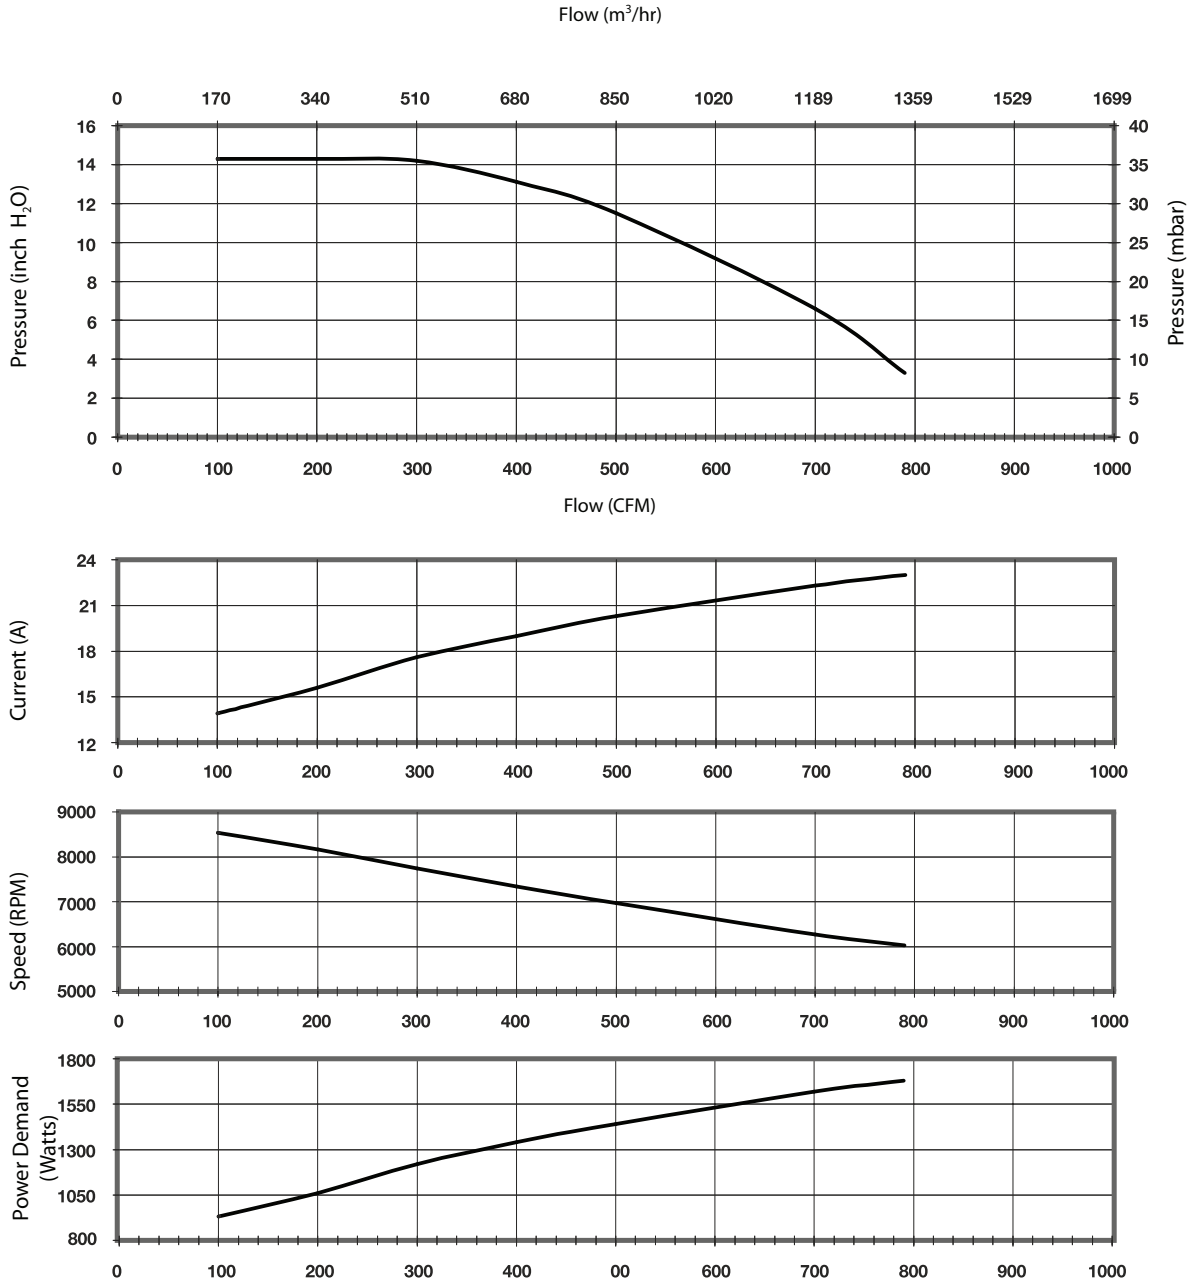 Flow (m³/hr)
0 170 340 510 680 850 1020 1189 1359 1529 1699
Pressure (inch H₂O)
16
14
12
10
8
6
4
2
0
40
35
30
25
20
15
10
5
0
Pressure (mbar)
0 100 200 300 400 500 600 700 800 900 1000
Flow (CFM)
Current (A)
24
21
18
15
12
0 100 200 300 400 500 600 700 800 900 1000
Speed (RPM)
9000
8000
7000
6000
5000
0 100 200 300 400 500 600 700 800 900 1000
Power Demand
(Watts)
1800
1550
1300
1050
800
0 100 200 300 400 00 600 700 800 900 1000